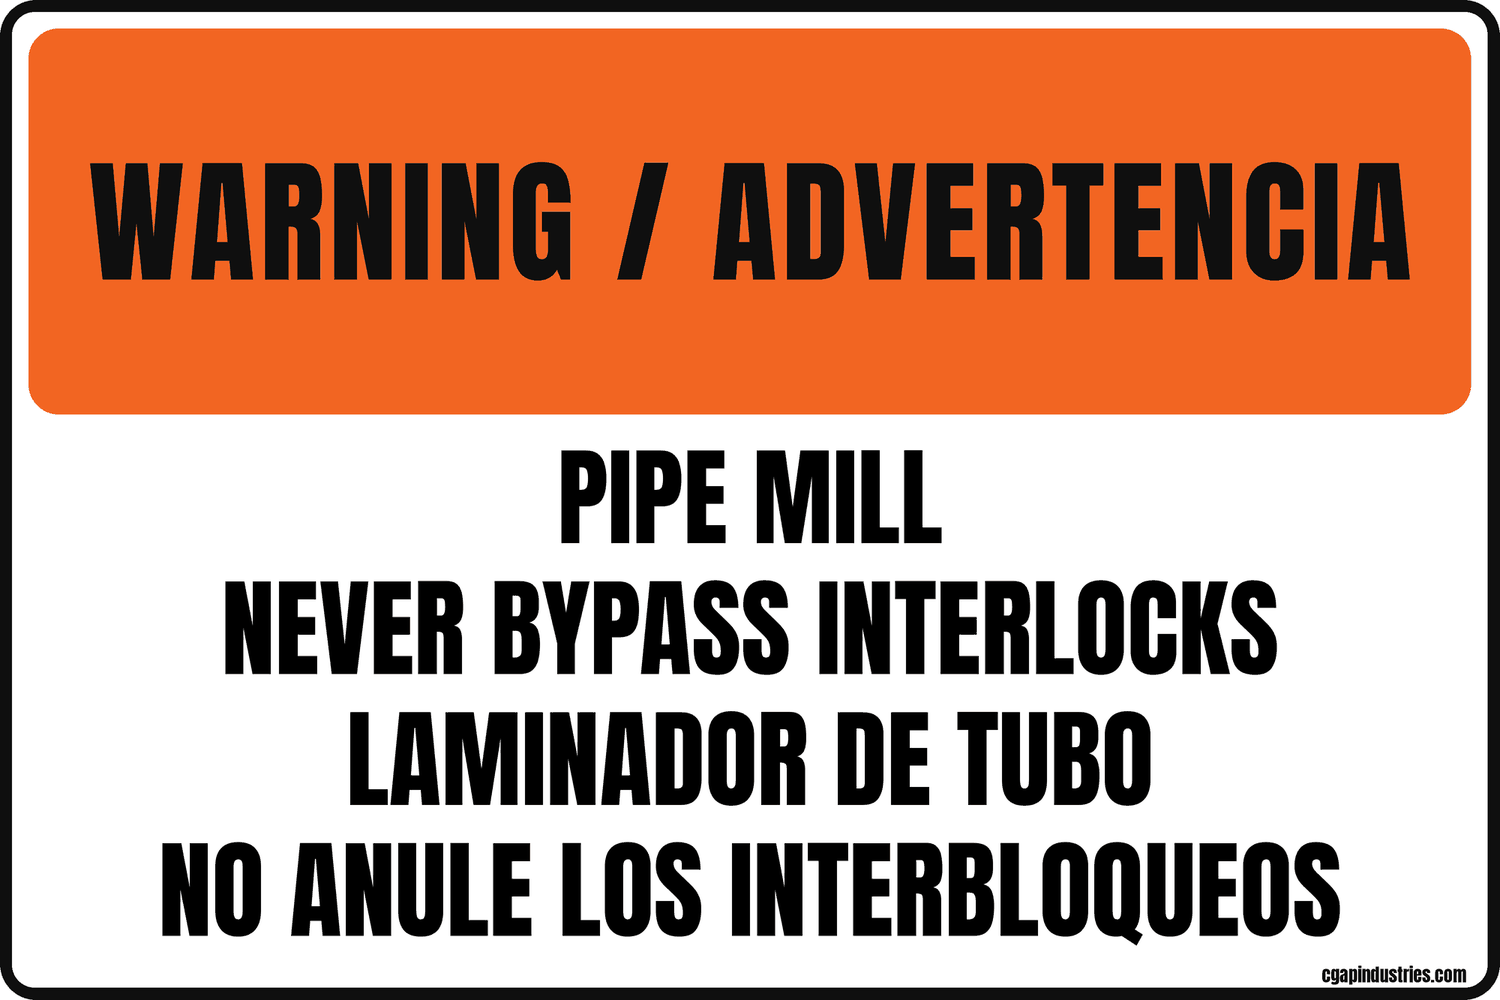 WARNING / ADVERTENCIA
PIPE MILL
NEVER BYPASS INTERLOCKS
LAMINADOR DE TUBO
NO ANULE LOS INTERBLOQUEOS
cgapindustries.com